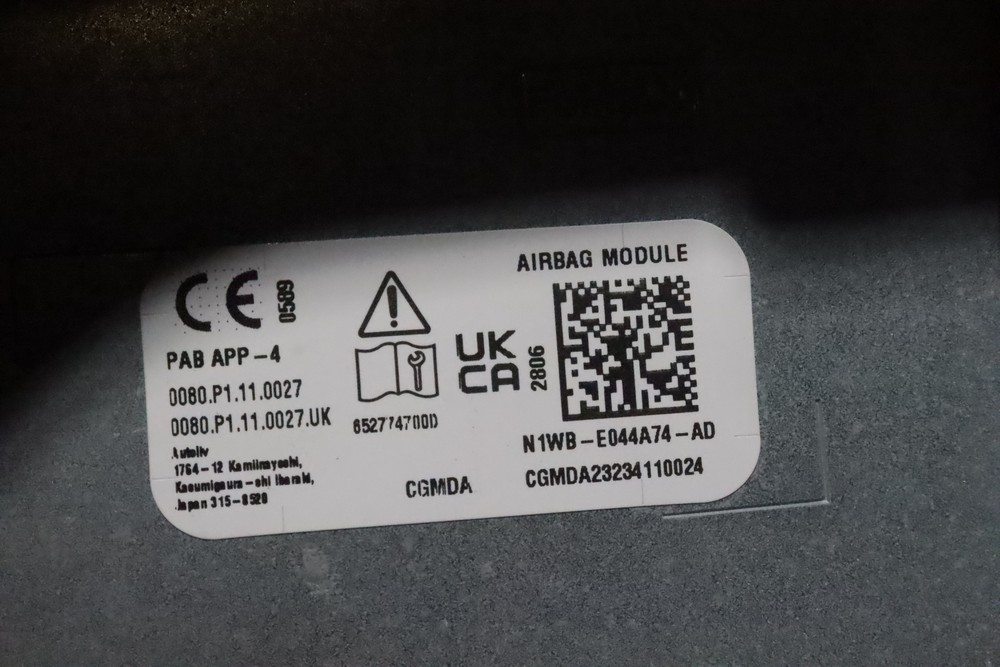 AIRBAG MODULE
CE 0589
PAB APP-4
0080.P1.11.0027
0080.P1.11.0027.UK
652774700D
UK
CA
2806
N1WB-E044A74-AD
CGMDA23234110024
CGMDA
Autoliv
1764-12 Kamiinayoshi,
Kasumigaura-shi Ibaraki,
Japan 315-8520